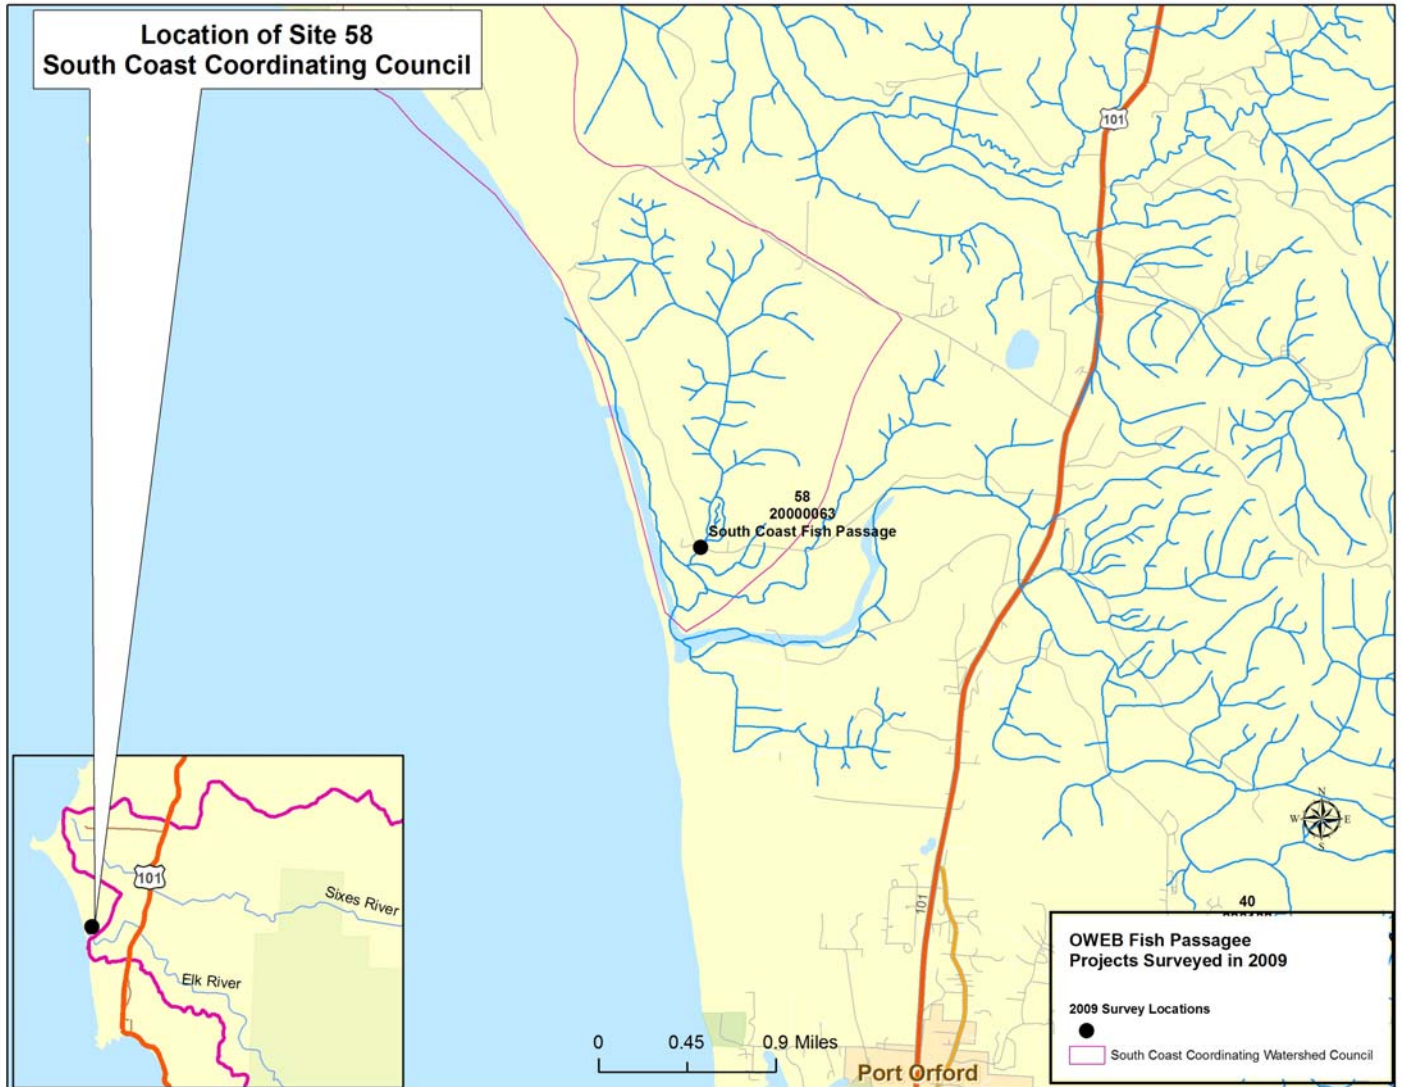 Location of Site 58
South Coast Coordinating Council
101
58
20000063
South Coast Fish Passage
101
Sixes River
Elk River
101
N
W E
S
40
OWEB Fish Passagee
Projects Surveyed in 2009
2009 Survey Locations
South Coast Coordinating Watershed Council
0 0.45 0.9 Miles
Port Orford